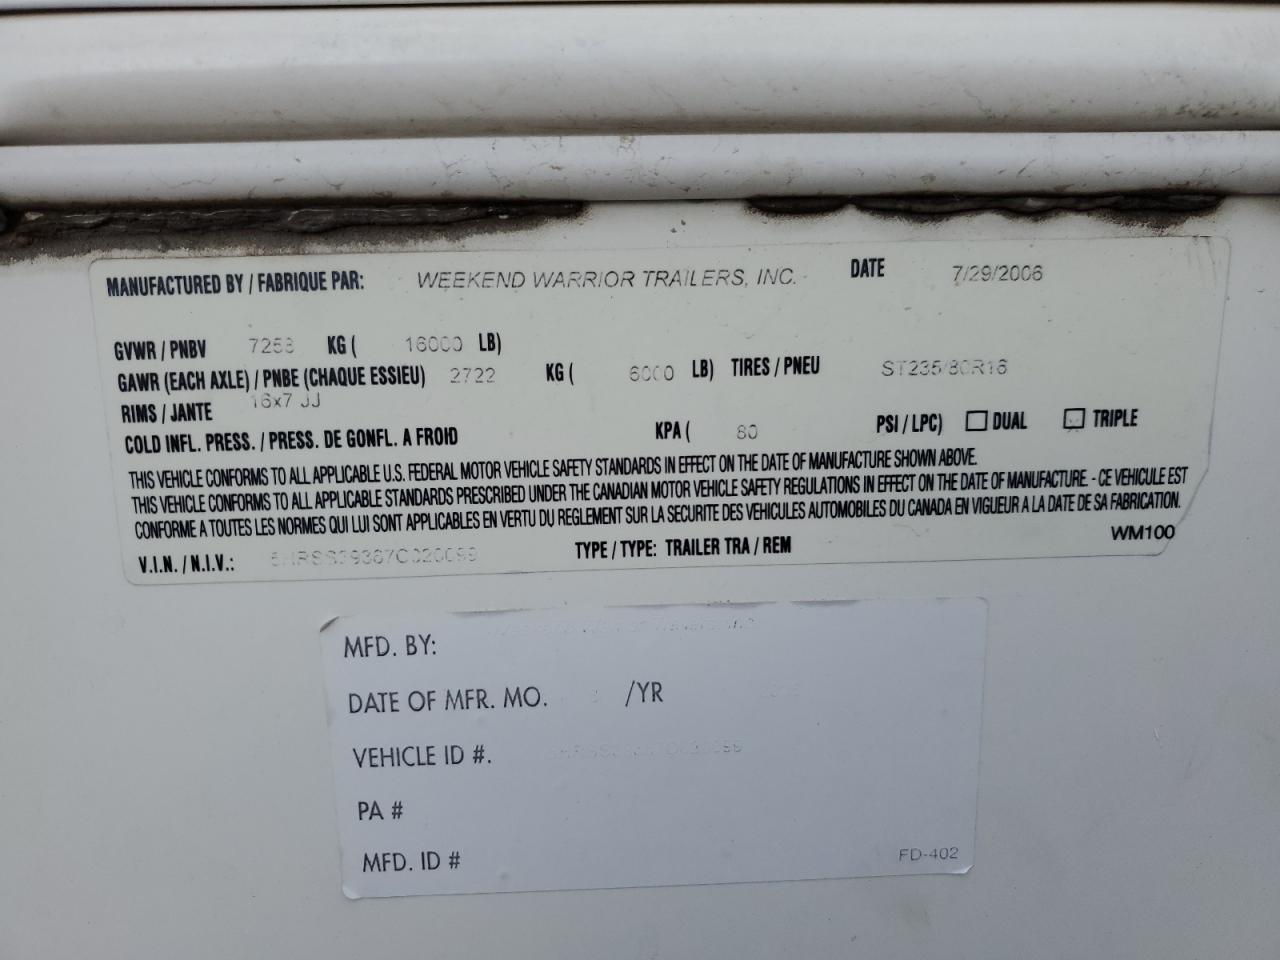 MANUFACTURED BY / FABRIQUE PAR: WEEKEND WARRIOR TRAILERS, INC. DATE 7/29/2006
GVWR / PNBV 7258 KG ( 16000 LB)
GAWR (EACH AXLE) / PNBE (CHAQUE ESSIEU) 2722 KG ( 6000 LB) TIRES / PNEU ST235/80R16
RIMS / JANTE 16x7 JJ
COLD INFL. PRESS. / PRESS. DE GONFL. A FROID KPA ( 80 PSI / LPC) DUAL TRIPLE
THIS VEHICLE CONFORMS TO ALL APPLICABLE U.S. FEDERAL MOTOR VEHICLE SAFETY STANDARDS IN EFFECT ON THE DATE OF MANUFACTURE SHOWN ABOVE.
THIS VEHICLE CONFORMS TO ALL APPLICABLE STANDARDS PRESCRIBED UNDER THE CANADIAN MOTOR VEHICLE SAFETY REGULATIONS IN EFFECT ON THE DATE OF MANUFACTURE. - CE VEHICULE EST
CONFORME A TOUTES LES NORMES QUI LUI SONT APPLICABLES EN VERTU DU REGLEMENT SUR LA SECURITE DES VEHICULES AUTOMOBILES DU CANADA EN VIGUEUR A LA DATE DE SA FABRICATION.
V.I.N. / N.I.V.: TYPE / TYPE: TRAILER TRA / REM WM100
MFD. BY:
DATE OF MFR. MO. /YR
VEHICLE ID #.
PA #
MFD. ID # FD-402